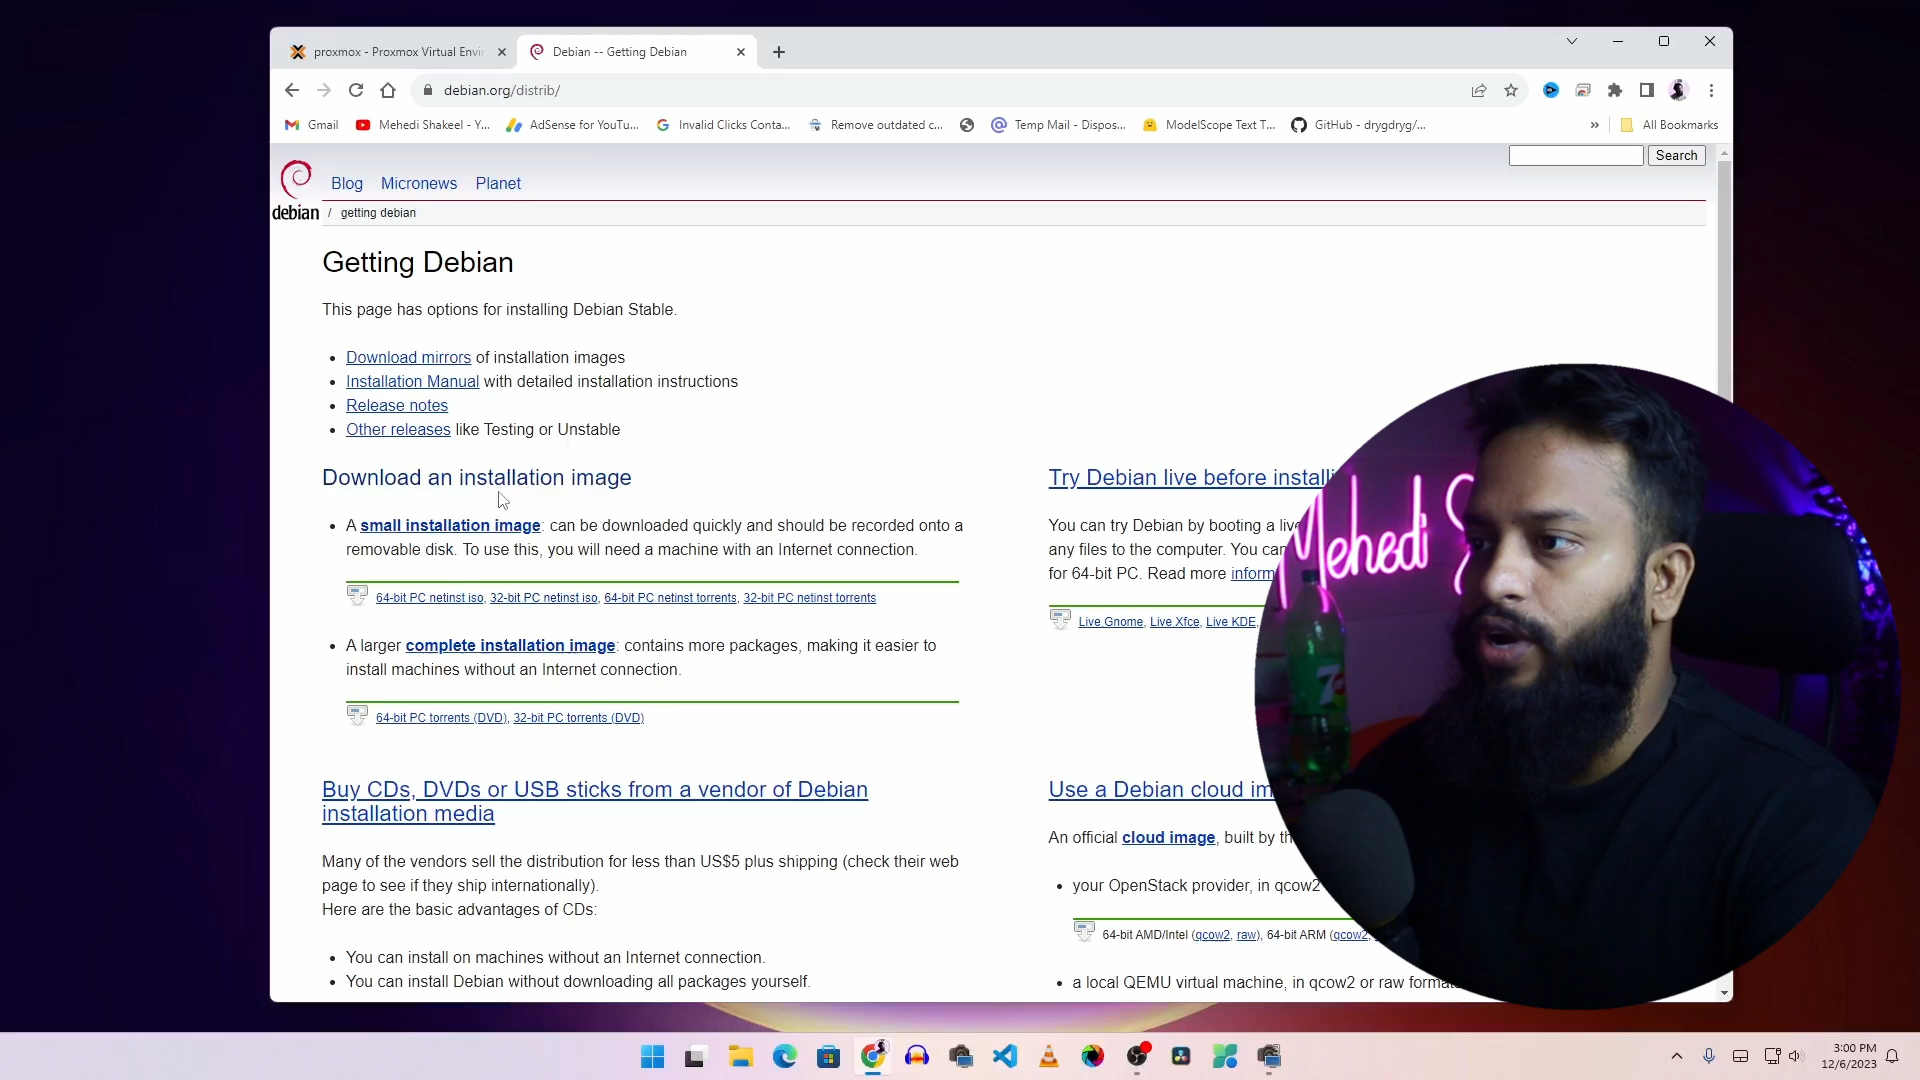 proxmox - Proxmox Virtual Envi
Debian -- Getting Debian
debian.org/distrib/
Gmail
Mehedi Shakeel - Y...
AdSense for YouTu...
Invalid Clicks Conta...
Remove outdated c...
Temp Mail - Dispos...
ModelScope Text T...
GitHub - drygdryg/...
»
All Bookmarks
Search
Blog Micronews Planet
debian / getting debian
Getting Debian
This page has options for installing Debian Stable.
• Download mirrors of installation images
• Installation Manual with detailed installation instructions
• Release notes
• Other releases like Testing or Unstable
Download an installation image
• A small installation image: can be downloaded quickly and should be recorded onto a
removable disk. To use this, you will need a machine with an Internet connection.
64-bit PC netinst iso, 32-bit PC netinst iso, 64-bit PC netinst torrents, 32-bit PC netinst torrents
• A larger complete installation image: contains more packages, making it easier to
install machines without an Internet connection.
64-bit PC torrents (DVD), 32-bit PC torrents (DVD)
Buy CDs, DVDs or USB sticks from a vendor of Debian
installation media
Many of the vendors sell the distribution for less than US$5 plus shipping (check their web
page to see if they ship internationally).
Here are the basic advantages of CDs:
• You can install on machines without an Internet connection.
• You can install Debian without downloading all packages yourself.
Try Debian live before installi
You can try Debian by booting a live
any files to the computer. You can
for 64-bit PC. Read more inform
Live Gnome, Live Xfce, Live KDE,
Use a Debian cloud im
An official cloud image, built by th
• your OpenStack provider, in qcow2
64-bit AMD/Intel (qcow2, raw), 64-bit ARM (qcow2,
• a local QEMU virtual machine, in qcow2 or raw format
Mehedi S
7
3:00 PM
12/6/2023